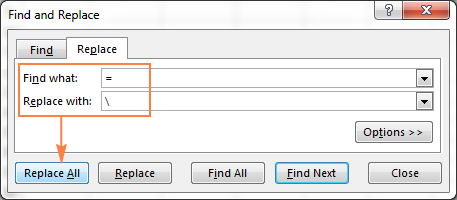 Find and Replace
?
Find Replace
Find what: =
Replace with: \
Options >>
Replace All Replace Find All Find Next Close